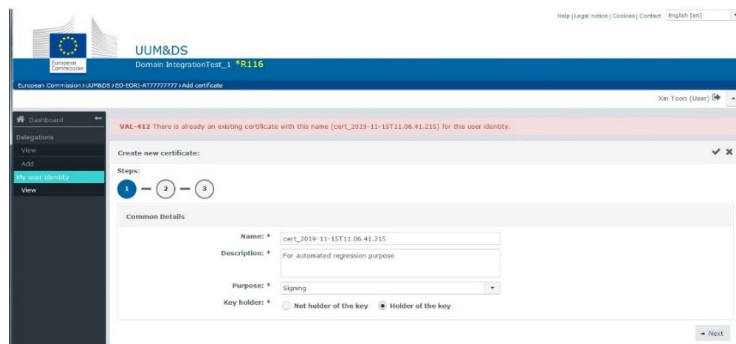 Help | Legal notice | Cookies | Contact English [en]
European
Commission
UUM&DS
Domain IntegrationTest_1 *R116
European Commission > UUM&DS > EO-EORI-AT77777777 > Add certificate
Xin Toon (User)
Dashboard
Delegations
View
Add
My user identity
View
VAL-412 There is already an existing certificate with this name (cert_2019-11-15T11.06.41.215) for this user identity.
Create new certificate:
Steps:
1 2 3
Common Details
Name: * cert_2019-11-15T11.06.41.215
Description: * For automated regression purpose
Purpose: * Signing
Key holder: * Not holder of the key Holder of the key
Next